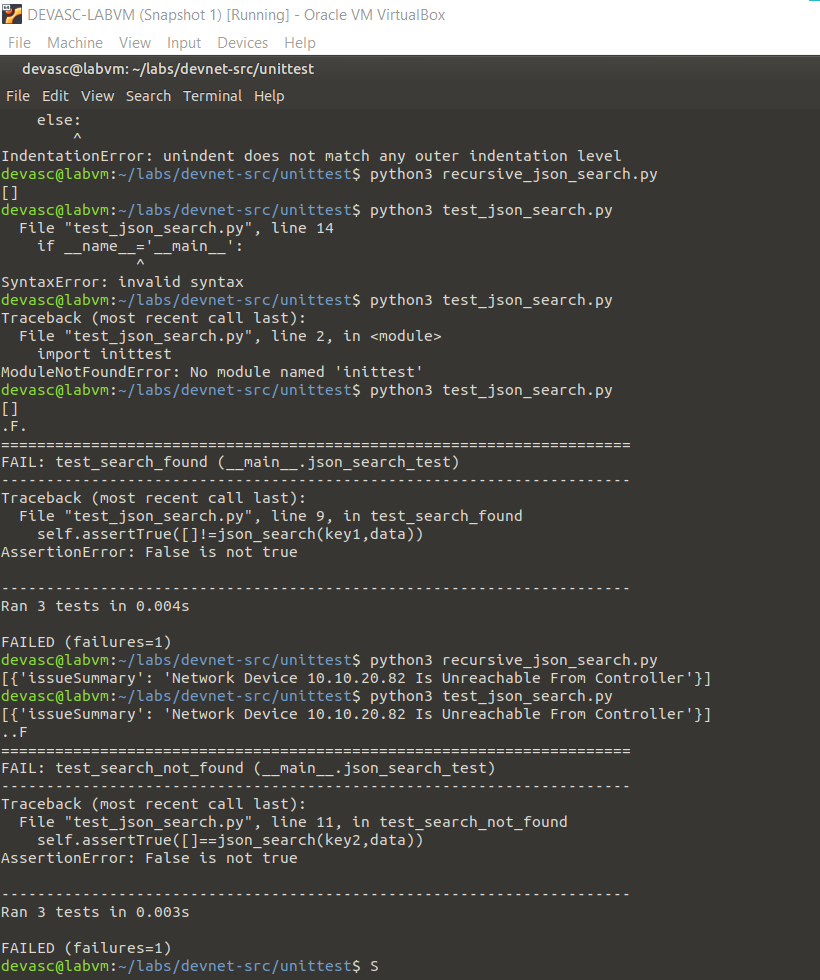 DEVASC-LABVM (Snapshot 1) [Running] - Oracle VM VirtualBox
File Machine View Input Devices Help
devasc@labvm: ~/labs/devnet-src/unittest
File Edit View Search Terminal Help
    else:
        ^
IndentationError: unindent does not match any outer indentation level
devasc@labvm:~/labs/devnet-src/unittest$ python3 recursive_json_search.py
[]
devasc@labvm:~/labs/devnet-src/unittest$ python3 test_json_search.py
  File "test_json_search.py", line 14
    if __name__='__main__':
               ^
SyntaxError: invalid syntax
devasc@labvm:~/labs/devnet-src/unittest$ python3 test_json_search.py
Traceback (most recent call last):
  File "test_json_search.py", line 2, in <module>
    import inittest
ModuleNotFoundError: No module named 'inittest'
devasc@labvm:~/labs/devnet-src/unittest$ python3 test_json_search.py
[]
.F.
======================================================================
FAIL: test_search_found (__main__.json_search_test)
----------------------------------------------------------------------
Traceback (most recent call last):
  File "test_json_search.py", line 9, in test_search_found
    self.assertTrue([]!=json_search(key1,data))
AssertionError: False is not true

----------------------------------------------------------------------
Ran 3 tests in 0.004s

FAILED (failures=1)
devasc@labvm:~/labs/devnet-src/unittest$ python3 recursive_json_search.py
[{'issueSummary': 'Network Device 10.10.20.82 Is Unreachable From Controller'}]
devasc@labvm:~/labs/devnet-src/unittest$ python3 test_json_search.py
[{'issueSummary': 'Network Device 10.10.20.82 Is Unreachable From Controller'}]
..F
======================================================================
FAIL: test_search_not_found (__main__.json_search_test)
----------------------------------------------------------------------
Traceback (most recent call last):
  File "test_json_search.py", line 11, in test_search_not_found
    self.assertTrue([]==json_search(key2,data))
AssertionError: False is not true

----------------------------------------------------------------------
Ran 3 tests in 0.003s

FAILED (failures=1)
devasc@labvm:~/labs/devnet-src/unittest$ S